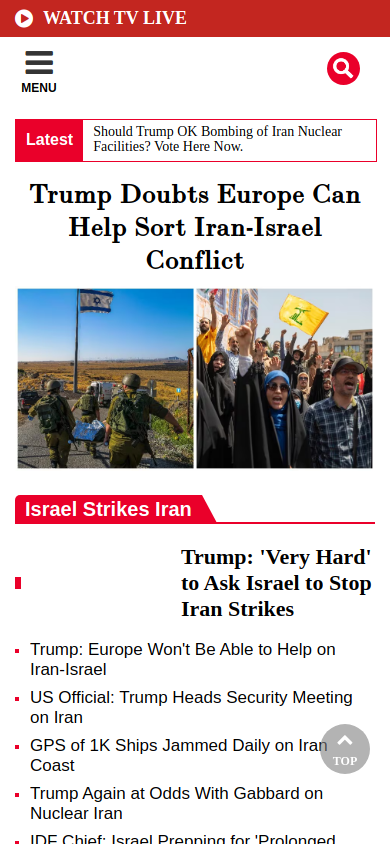 WATCH TV LIVE
MENU
Latest
Should Trump OK Bombing of Iran Nuclear
Facilities? Vote Here Now.
Trump Doubts Europe Can
Help Sort Iran-Israel
Conflict
Israel Strikes Iran
Trump: 'Very Hard'
to Ask Israel to Stop
Iran Strikes
Trump: Europe Won't Be Able to Help on
Iran-Israel
US Official: Trump Heads Security Meeting
on Iran
GPS of 1K Ships Jammed Daily on Iran
Coast
TOP
Trump Again at Odds With Gabbard on
Nuclear Iran
IDF Chief: Israel Prepping for 'Prolonged